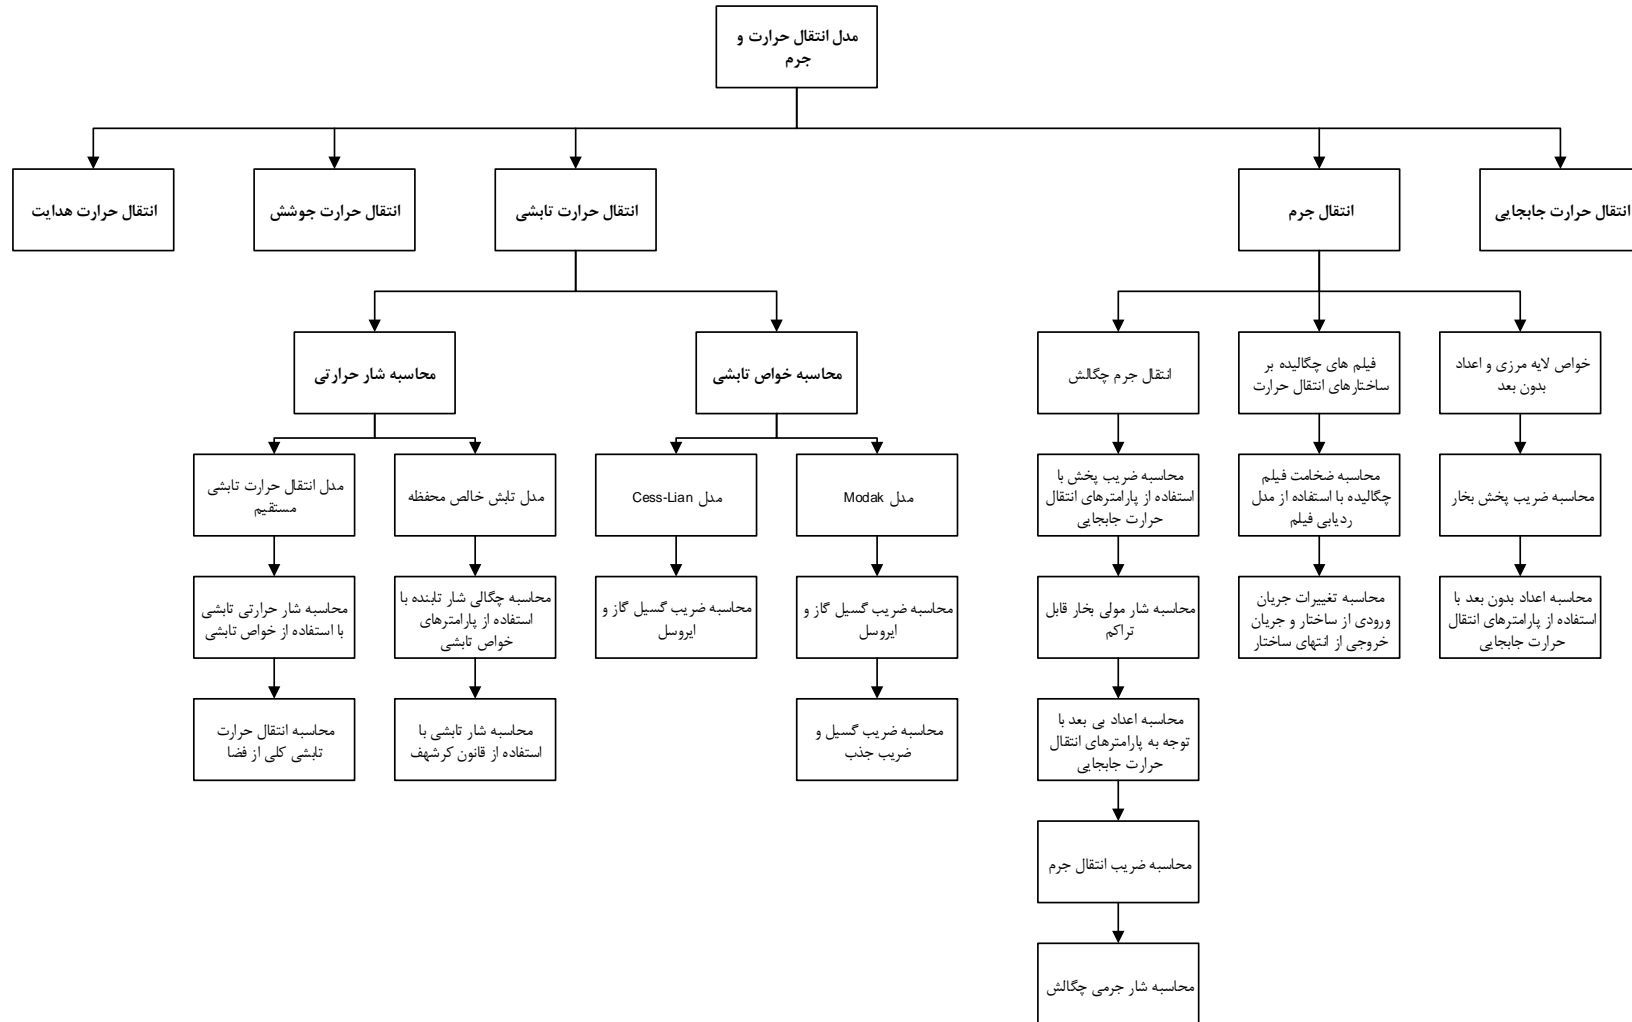 مدل انتقال حرارت و
جرم
انتقال حرارت جابجایی
انتقال جرم
انتقال حرارت تابشی
انتقال حرارت جوشش
انتقال حرارت هدایت
خواص لایه مرزی و اعداد
بدون بعد
فیلم های چگالیده بر
ساختارهای انتقال حرارت
انتقال جرم چگالش
محاسبه خواص تابشی
محاسبه شار حرارتی
محاسبه ضریب پخش بخار
محاسبه ضخامت فیلم
چگالیده با استفاده از مدل
ردیابی فیلم
محاسبه ضریب پخش با
استفاده از پارامترهای انتقال
حرارت جابجایی
مدل Modak
مدل Cess-Lian
مدل تابش خالص محفظه
مدل انتقال حرارت تابشی
مستقیم
محاسبه اعداد بدون بعد با
استفاده از پارامترهای انتقال
حرارت جابجایی
محاسبه تغییرات جریان
ورودی از ساختار و جریان
خروجی از انتهای ساختار
محاسبه شار مولی بخار قابل
تراکم
محاسبه ضریب گسیل گاز و
ایروسل
محاسبه ضریب گسیل گاز و
ایروسل
محاسبه چگالی شار تابنده با
استفاده از پارامترهای
خواص تابشی
محاسبه شار حرارتی تابشی
با استفاده از خواص تابشی
محاسبه اعداد بی بعد با
توجه به پارامترهای انتقال
حرارت جابجایی
محاسبه ضریب گسیل و
ضریب جذب
محاسبه شار تابشی با
استفاده از قانون کرشهف
محاسبه انتقال حرارت
تابشی کلی از فضا
محاسبه ضریب انتقال جرم
محاسبه شار جرمی چگالش